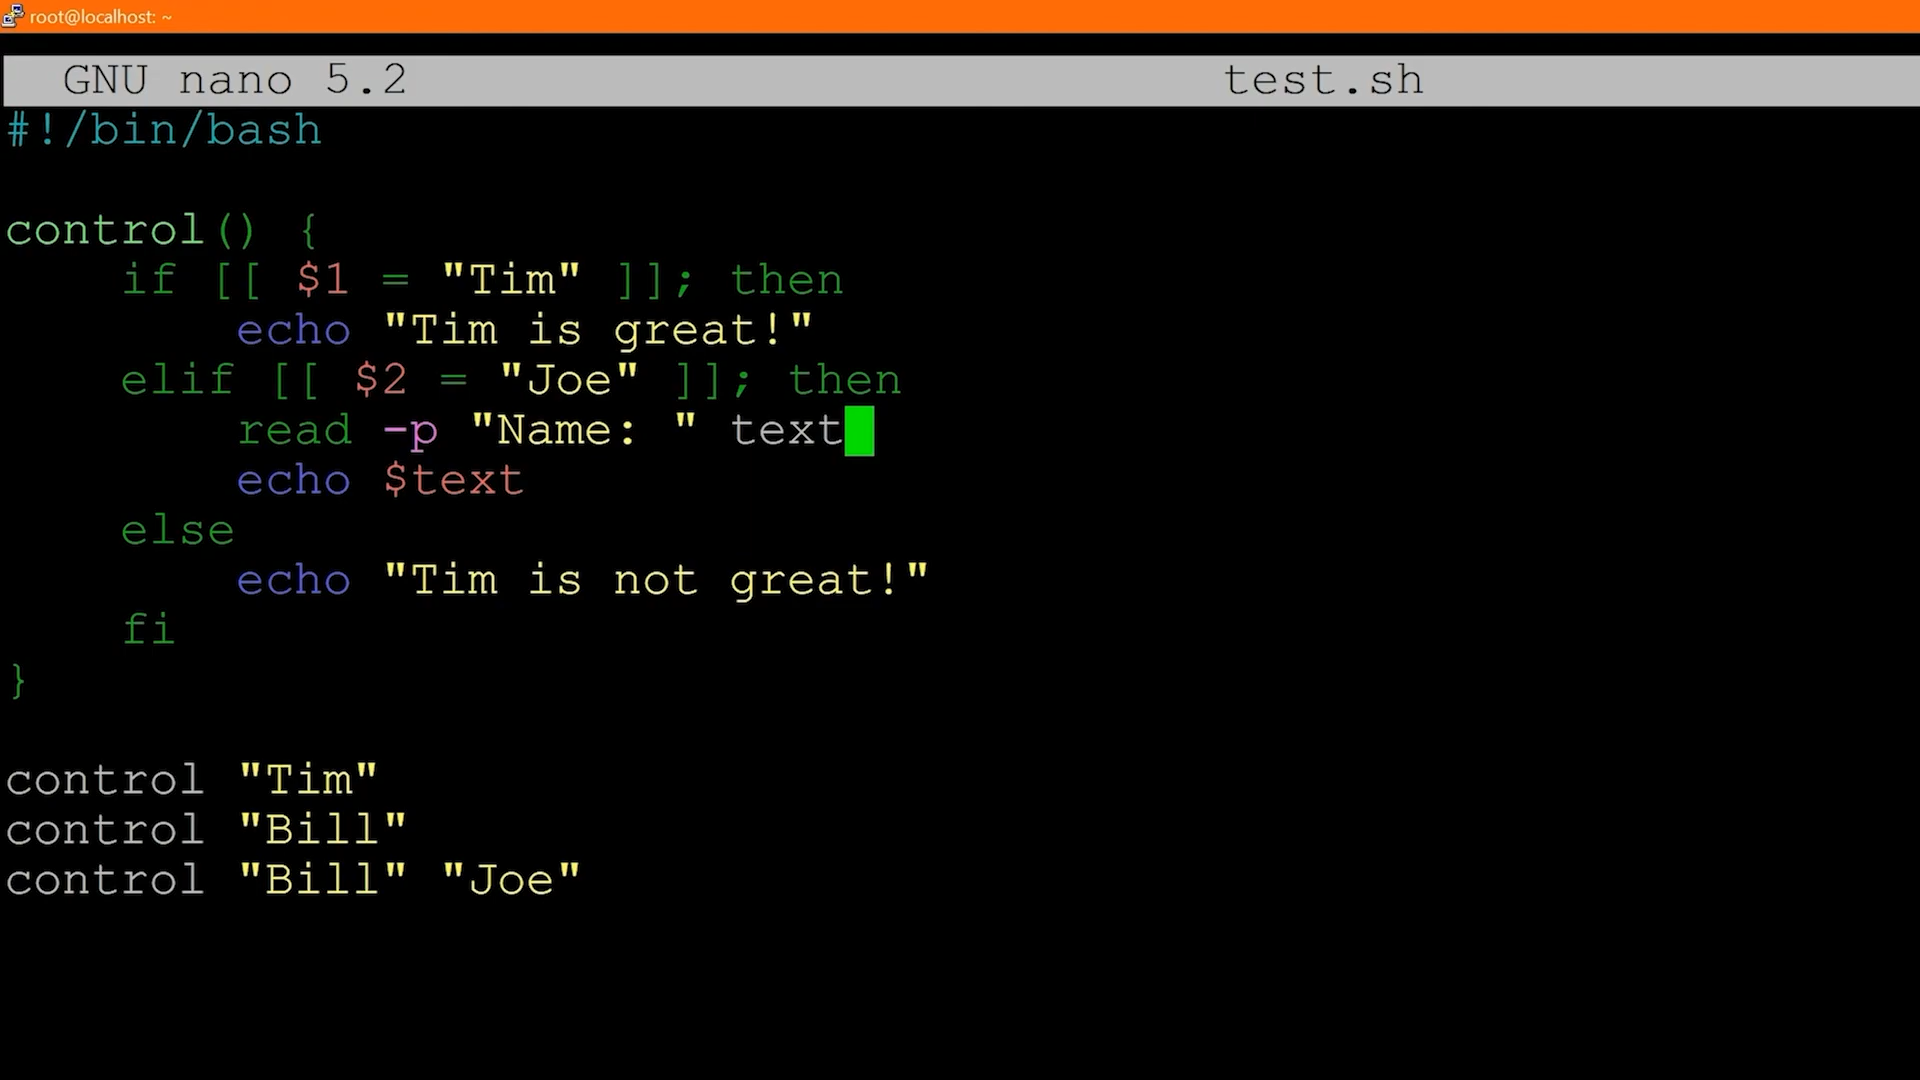 root@localhost: ~
GNU nano 5.2 test.sh
#!/bin/bash
control() {
if [[ $1 = "Tim" ]]; then
echo "Tim is great!"
elif [[ $2 = "Joe" ]]; then
read -p "Name: " text
echo $text
else
echo "Tim is not great!"
fi
}
control "Tim"
control "Bill"
control "Bill" "Joe"